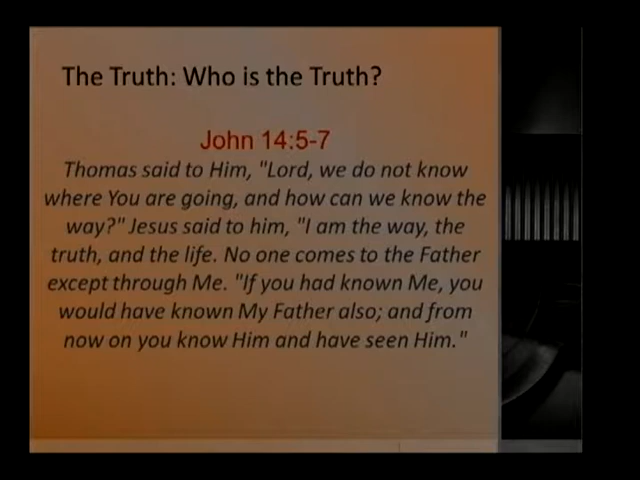 The Truth: Who is the Truth?
John 14:5-7
Thomas said to Him, "Lord, we do not know
where You are going, and how can we know the
way?" Jesus said to him, "I am the way, the
truth, and the life. No one comes to the Father
except through Me. "If you had known Me, you
would have known My Father also; and from
now on you know Him and have seen Him."